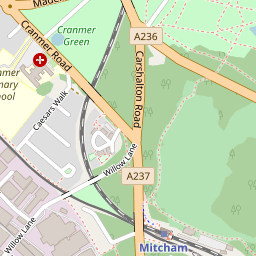 Cranmer
Green
Cranmer Road
A236
Carshalton Road
Caesars Walk
Willow Lane
A237
Willow Lane
Mitcham